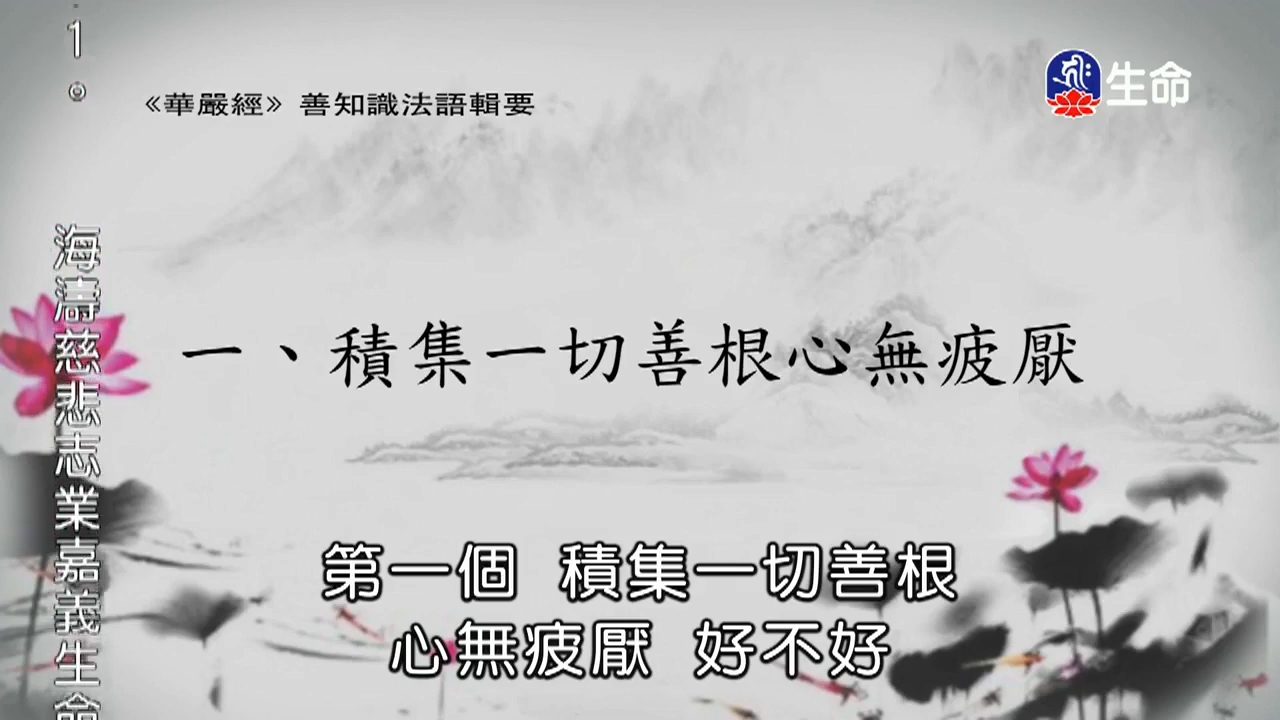 1。
海濤慈悲志業嘉義生命
《華嚴經》 善知識法語輯要
生命
一、積集一切善根心無疲厭
第一個 積集一切善根
心無疲厭 好不好